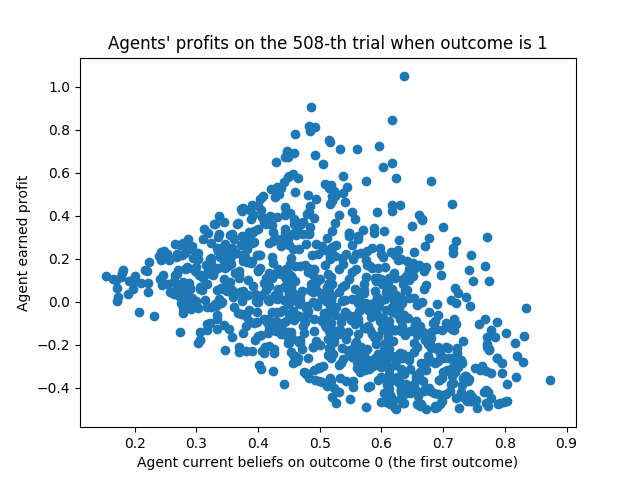 Agents' profits on the 508-th trial when outcome is 1
Agent earned profit
1.0
0.8
0.6
0.4
0.2
0.0
−0.2
−0.4
0.2 0.3 0.4 0.5 0.6 0.7 0.8 0.9
Agent current beliefs on outcome 0 (the first outcome)